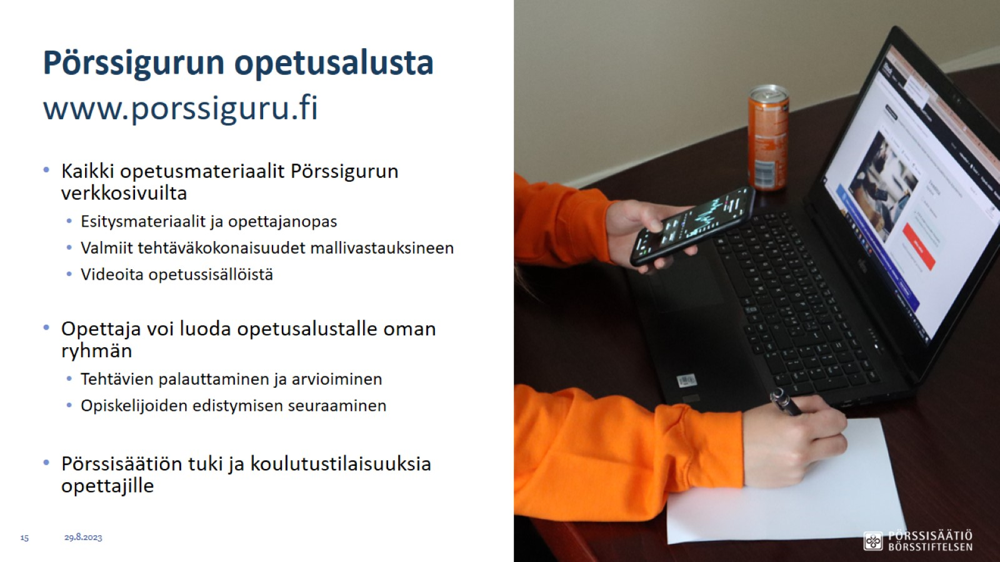 Pörssigurun opetusalusta
www.porssiguru.fi
• Kaikki opetusmateriaalit Pörssigurun
verkkosivuilta
• Esitysmateriaalit ja opettajanopas
• Valmiit tehtäväkokonaisuudet mallivastauksineen
• Videoita opetussisällöistä
• Opettaja voi luoda opetusalustalle oman
ryhmän
• Tehtävien palauttaminen ja arvioiminen
• Opiskelijoiden edistymisen seuraaminen
• Pörssisäätiön tuki ja koulutustilaisuuksia
opettajille
15 29.8.2023
PÖRSSISÄÄTIÖ
BÖRSSTIFTELSEN